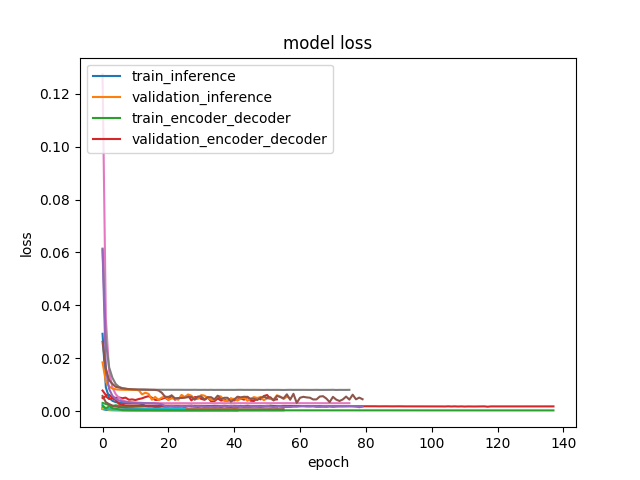 model loss
train_inference
validation_inference
train_encoder_decoder
validation_encoder_decoder
loss
0.12
0.10
0.08
0.06
0.04
0.02
0.00
0 20 40 60 80 100 120 140
epoch